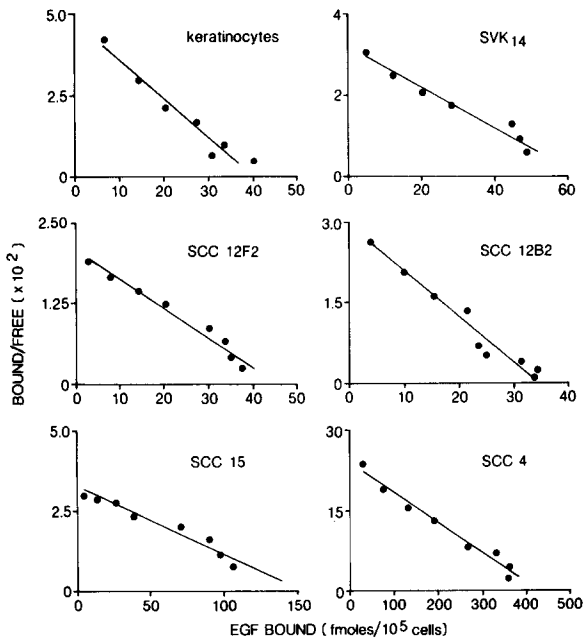 keratinocytes
5.0
2.5
0
0 10 20 30 40 50
SVK14
4
2
0
0 20 40 60
SCC 12F2
2.50
1.25
0
0 10 20 30 40 50
SCC 12B2
3.0
1.5
0
0 10 20 30 40
SCC 15
5.0
2.5
0
0 50 100 150
SCC 4
30
15
0
0 100 200 300 400 500
BOUND/FREE ( x 10²)
EGF BOUND ( fmoles/10⁵ cells)